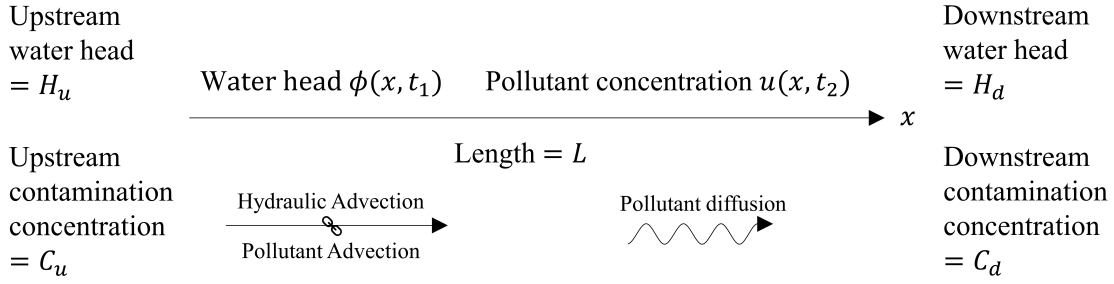 Upstream
water head
= H_u
Water head ϕ(x, t_1)
Pollutant concentration u(x, t_2)
Downstream
water head
= H_d
x
Length = L
Upstream
contamination
concentration
= C_u
Hydraulic Advection
Pollutant Advection
Pollutant diffusion
Downstream
contamination
concentration
= C_d